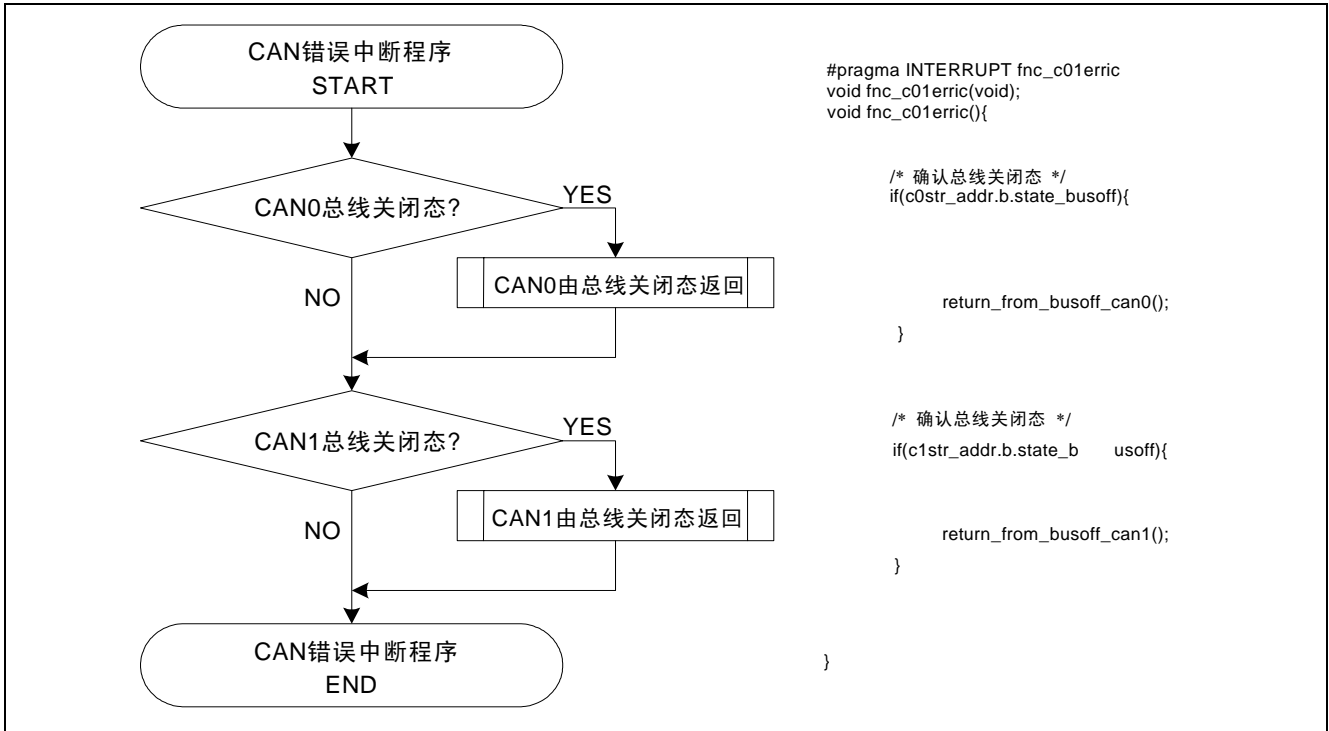 CAN错误中断程序
START
CAN0总线关闭态?
YES
CAN0由总线关闭态返回
NO
CAN1总线关闭态?
YES
CAN1由总线关闭态返回
NO
CAN错误中断程序
END
#pragma INTERRUPT fnc_c01erric
void fnc_c01erric(void);
void fnc_c01erric(){
/* 确认总线关闭态 */
if(c0str_addr.b.state_busoff){
return_from_busoff_can0();
}
/* 确认总线关闭态 */
if(c1str_addr.b.state_b usoff){
return_from_busoff_can1();
}
}